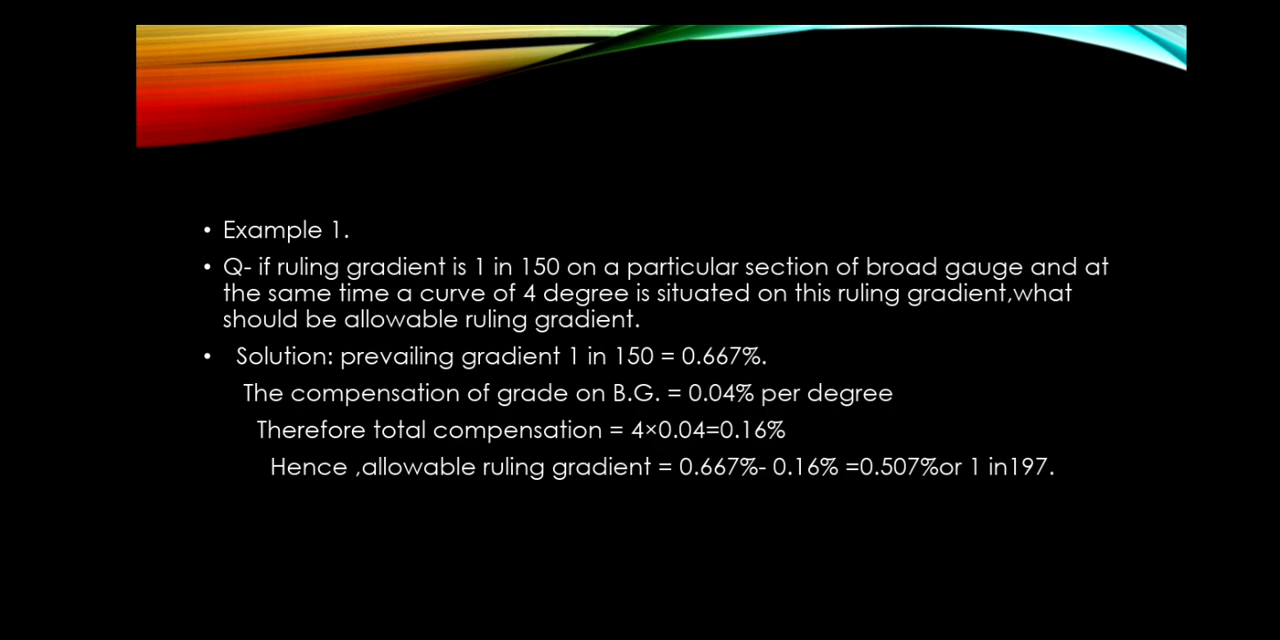 • Example 1.
• Q- if ruling gradient is 1 in 150 on a particular section of broad gauge and at
the same time a curve of 4 degree is situated on this ruling gradient,what
should be allowable ruling gradient.
• Solution: prevailing gradient 1 in 150 = 0.667%.
The compensation of grade on B.G. = 0.04% per degree
Therefore total compensation = 4×0.04=0.16%
Hence ,allowable ruling gradient = 0.667%- 0.16% =0.507%or 1 in197.